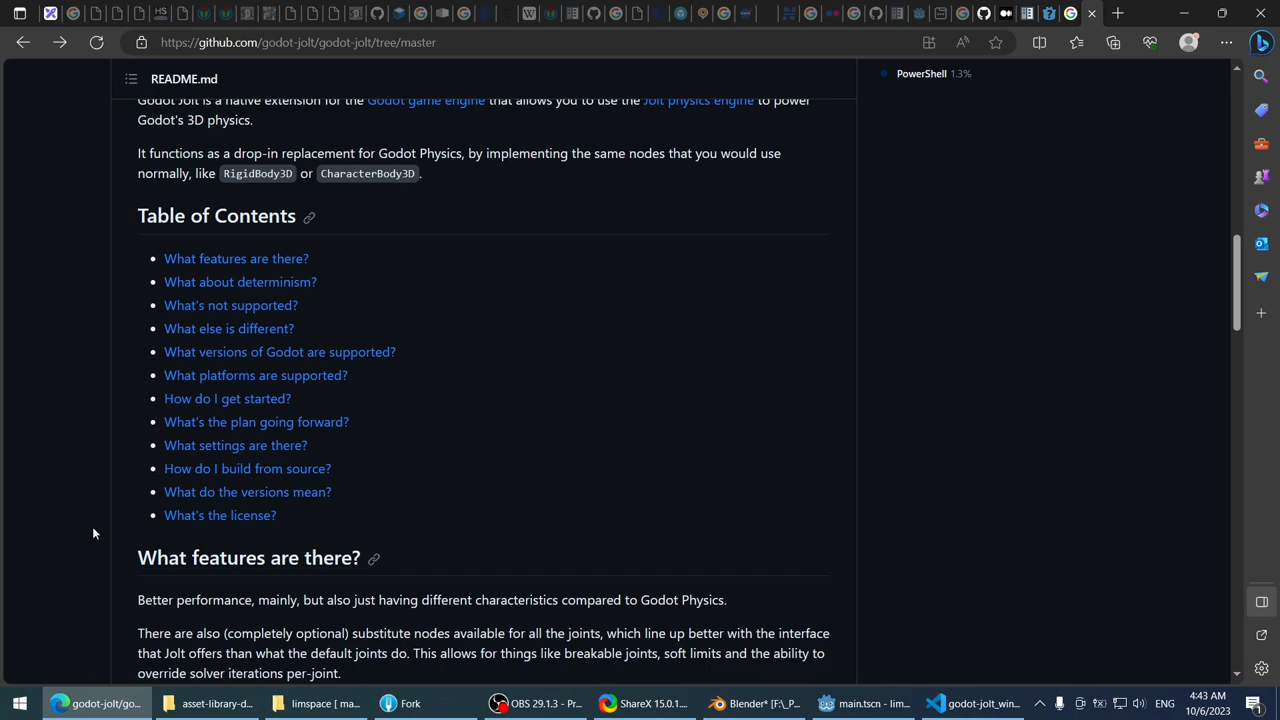 https://github.com/godot-jolt/godot-jolt/tree/master
README.md
PowerShell 1.3%
Godot Jolt is a native extension for the Godot game engine that allows you to use the Jolt physics engine to power
Godot's 3D physics.
It functions as a drop-in replacement for Godot Physics, by implementing the same nodes that you would use
normally, like RigidBody3D or CharacterBody3D.
Table of Contents
• What features are there?
• What about determinism?
• What's not supported?
• What else is different?
• What versions of Godot are supported?
• What platforms are supported?
• How do I get started?
• What's the plan going forward?
• What settings are there?
• How do I build from source?
• What do the versions mean?
• What's the license?
What features are there?
Better performance, mainly, but also just having different characteristics compared to Godot Physics.
There are also (completely optional) substitute nodes available for all the joints, which line up better with the interface
that Jolt offers than what the default joints do. This allows for things like breakable joints, soft limits and the ability to
override solver iterations per-joint.
godot-jolt/go...
asset-library-d...
limspace [ ma...
Fork
OBS 29.1.3 - Pr...
ShareX 15.0.1...
Blender* [F:\_P...
main.tscn - lim...
godot-jolt_win...
ENG
4:43 AM
10/6/2023
1